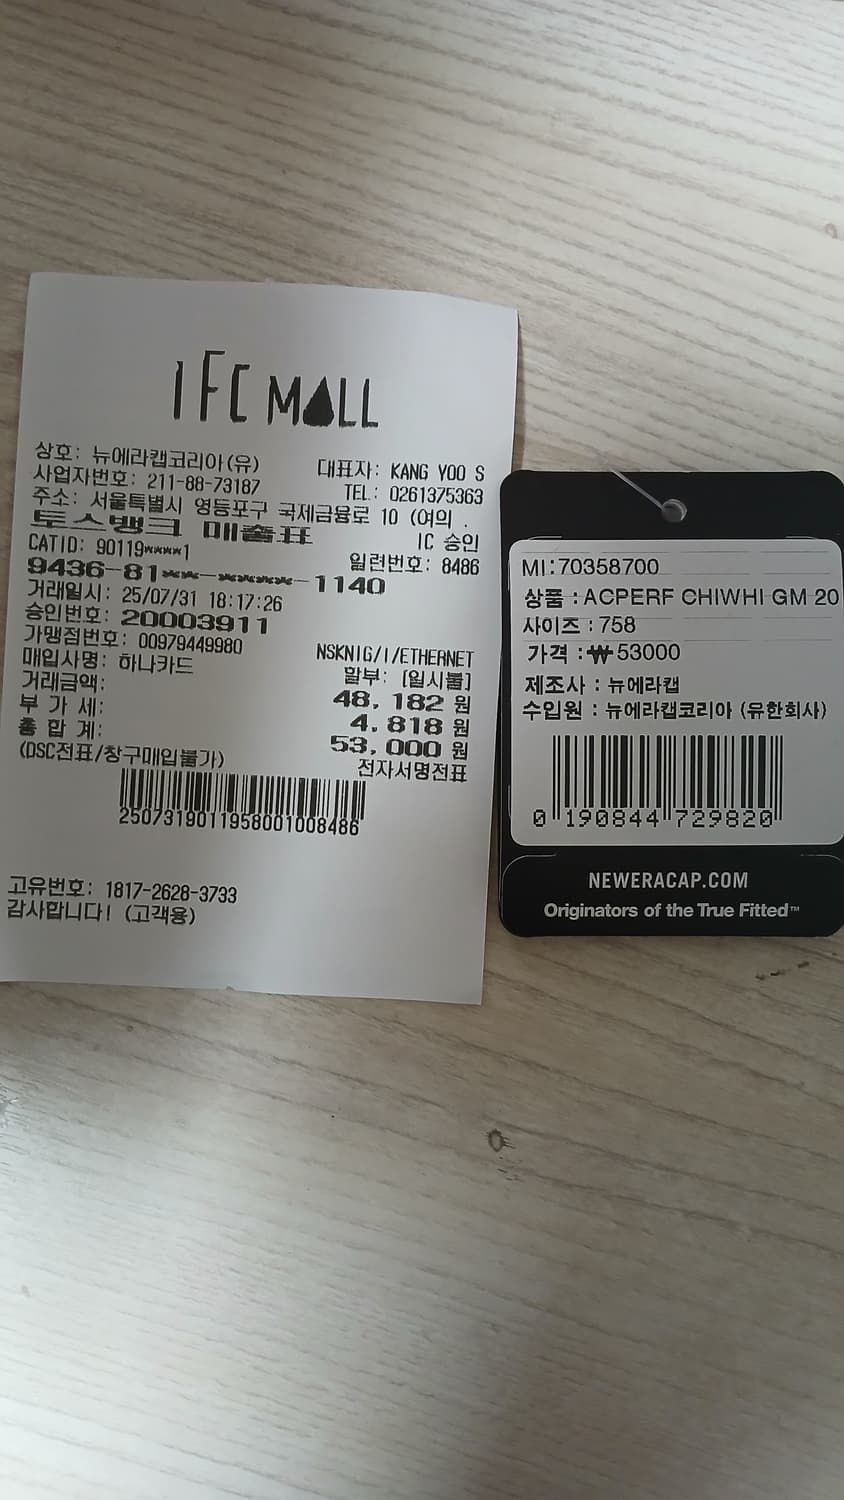 IFC MALL
상호: 뉴에라캡코리아(유) 대표자: KANG YOO S
사업자번호: 211-88-73187 TEL: 0261375363
주소: 서울특별시 영등포구 국제금융로 10 (여의 .
토스뱅크 매출표 IC 승인
CATID: 90119****1 일련번호: 8486
9436-81**-****-1140
거래일시: 25/07/31 18:17:26
승인번호: 20003911
가맹점번호: 00979449980 NSKNIG/I/ETHERNET
매입사명: 하나카드 할부: [일시불]
거래금액: 48,182 원
부 가 세: 4,818 원
총 합 계: 53,000 원
(DSC전표/창구매입불가) 전자서명전표
25073190119580010084​86
고유번호: 1817-2628-3733
감사합니다! (고객용)
MI:70358700
상품 : ACPERF CHIWHI GM 20
사이즈 : 758
가격 : ₩53000
제조사 : 뉴에라캡
수입원 : 뉴에라캡코리아 (유한회사)
0 190844 729820
NEWERACAP.COM
Originators of the True Fitted™